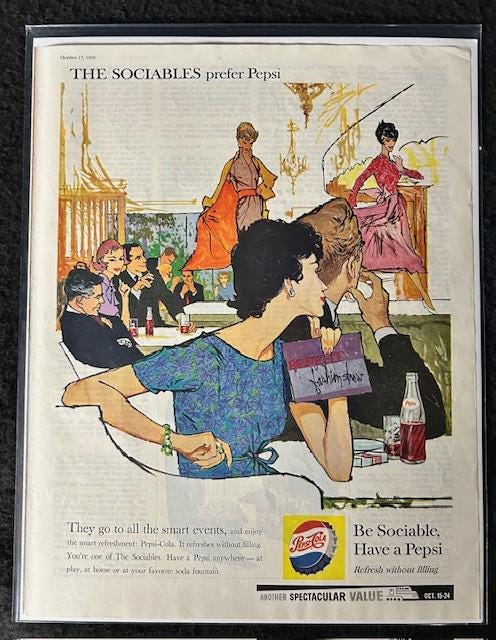 October 17, 1959
THE SOCIABLES prefer Pepsi
fashion show
Pepsi
They go to all the smart events, and enjoy
the smart refreshment: Pepsi-Cola. It refreshes without filling.
You're one of The Sociables. Have a Pepsi anywhere—at
play, at home or at your favorite soda fountain.
Pepsi-Cola
Be Sociable,
Have a Pepsi
Refresh without filling
ANOTHER SPECTACULAR VALUE OCT. 15-24